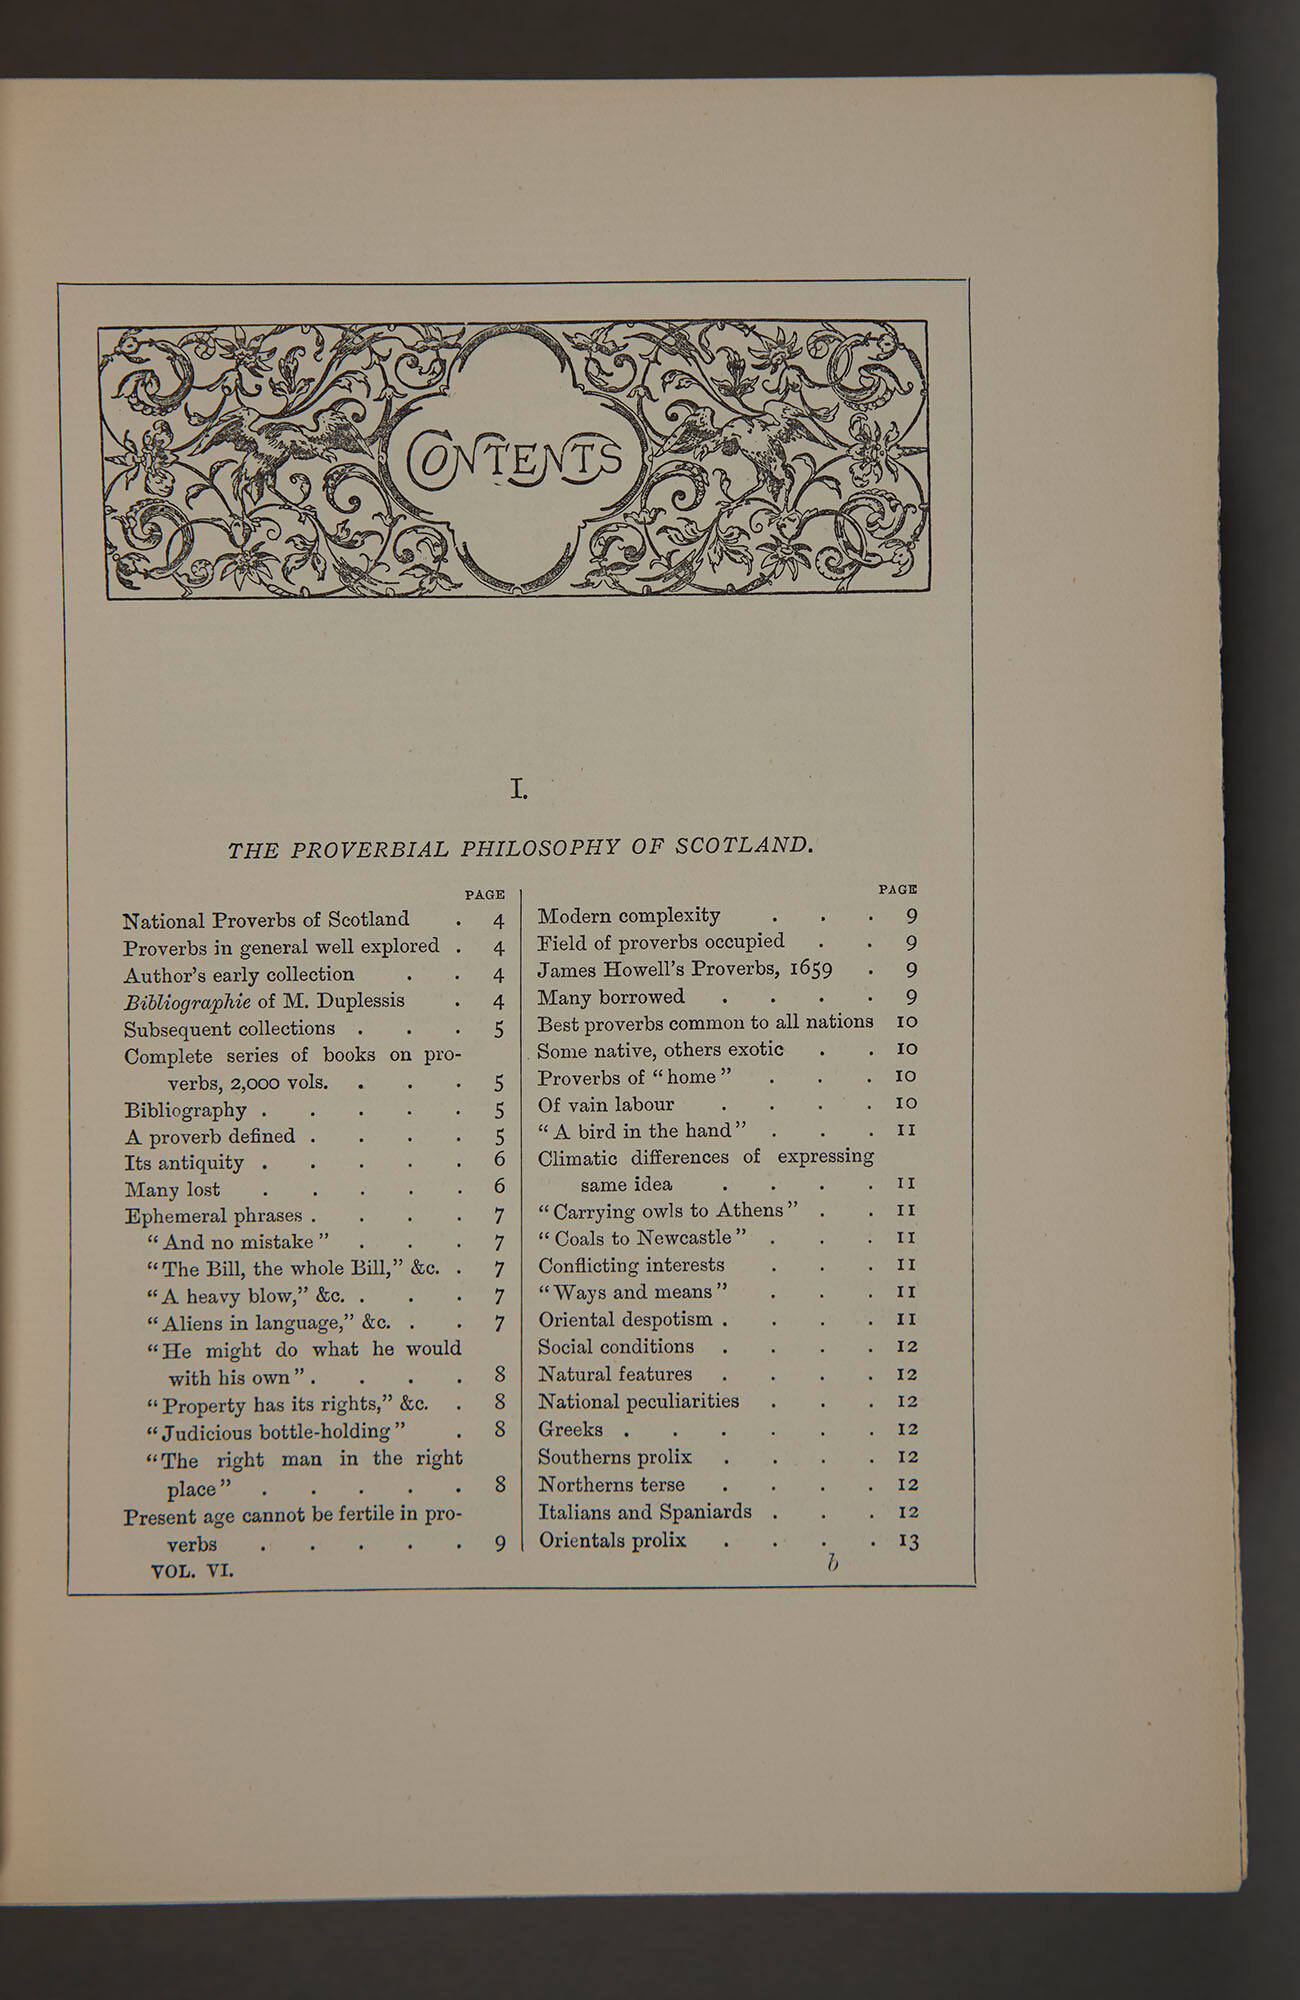 CONTENTS
I.
THE PROVERBIAL PHILOSOPHY OF SCOTLAND.
PAGE
National Proverbs of Scotland . 4
Proverbs in general well explored . 4
Author's early collection . . 4
Bibliographie of M. Duplessis . 4
Subsequent collections . . . 5
Complete series of books on pro-
verbs, 2,000 vols. . . . 5
Bibliography . . . . . 5
A proverb defined . . . . 5
Its antiquity . . . . . 6
Many lost . . . . . 6
Ephemeral phrases . . . . 7
“And no mistake” . . . 7
“The Bill, the whole Bill,” &c. . 7
“A heavy blow,” &c. . . . 7
“Aliens in language,” &c. . . 7
“He might do what he would
with his own” . . . . 8
“Property has its rights,” &c. . 8
“Judicious bottle-holding” . 8
“The right man in the right
place” . . . . . 8
Present age cannot be fertile in pro-
verbs . . . . . 9
PAGE
Modern complexity . . . 9
Field of proverbs occupied . . 9
James Howell's Proverbs, 1659 . 9
Many borrowed . . . . 9
Best proverbs common to all nations 10
Some native, others exotic . . 10
Proverbs of “home” . . . 10
Of vain labour . . . . 10
“A bird in the hand” . . . 11
Climatic differences of expressing
same idea . . . . 11
“Carrying owls to Athens” . . 11
“Coals to Newcastle” . . . 11
Conflicting interests . . . 11
“Ways and means” . . . 11
Oriental despotism . . . . 11
Social conditions . . . . 12
Natural features . . . . 12
National peculiarities . . . 12
Greeks . . . . . . 12
Southerns prolix . . . . 12
Northerns terse . . . . 12
Italians and Spaniards . . . 12
Orientals prolix . . . . 13
VOL. VI.
b